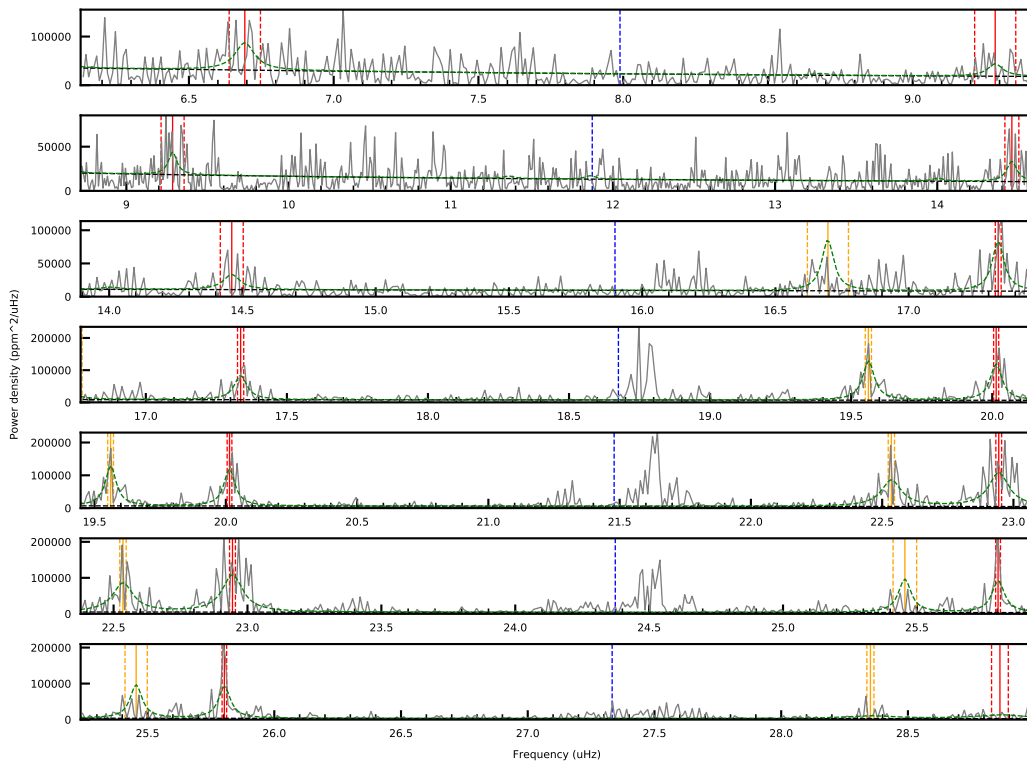 100000
0
6.5 7.0 7.5 8.0 8.5 9.0
50000
0
9 10 11 12 13 14
100000
50000
0
14.0 14.5 15.0 15.5 16.0 16.5 17.0
200000
100000
0
17.0 17.5 18.0 18.5 19.0 19.5 20.0
Power density (ppm^2/uHz)
200000
100000
0
19.5 20.0 20.5 21.0 21.5 22.0 22.5 23.0
200000
100000
0
22.5 23.0 23.5 24.0 24.5 25.0 25.5
200000
100000
0
25.5 26.0 26.5 27.0 27.5 28.0 28.5
Frequency (uHz)